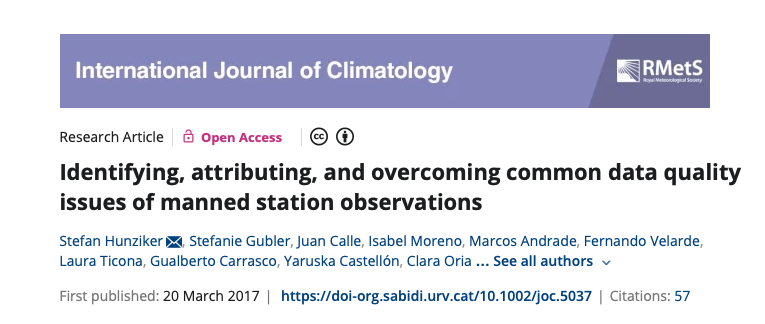 International Journal of Climatology
RMetS
Royal Meteorological Society
Research Article
Open Access
cc
Identifying, attributing, and overcoming common data quality
issues of manned station observations
Stefan Hunziker, Stefanie Gubler, Juan Calle, Isabel Moreno, Marcos Andrade, Fernando Velarde,
Laura Ticona, Gualberto Carrasco, Yaruska Castellón, Clara Oria ... See all authors
First published: 20 March 2017 | https://doi-org.sabidi.urv.cat/10.1002/joc.5037 | Citations: 57